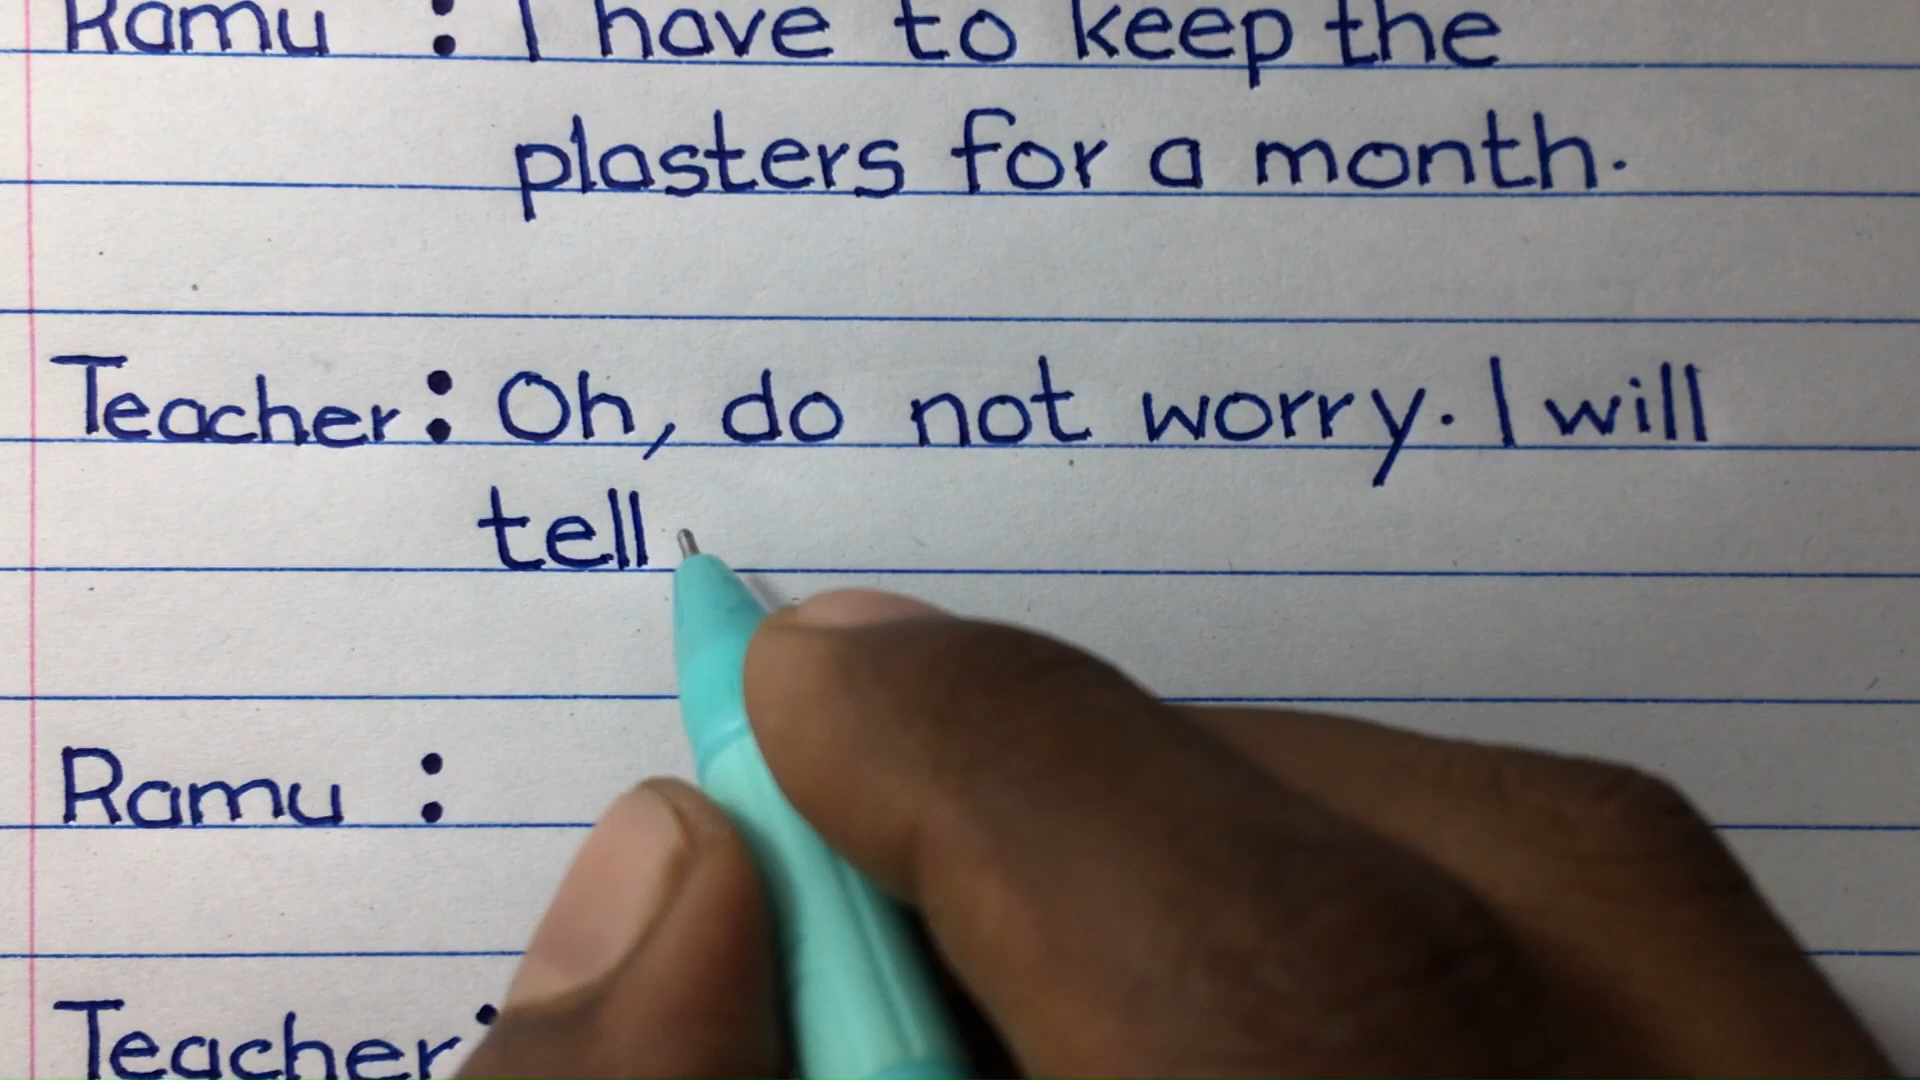 Ramu : I have to keep the
plasters for a month.
Teacher : Oh, do not worry. I will
tell
Ramu :
Teacher :